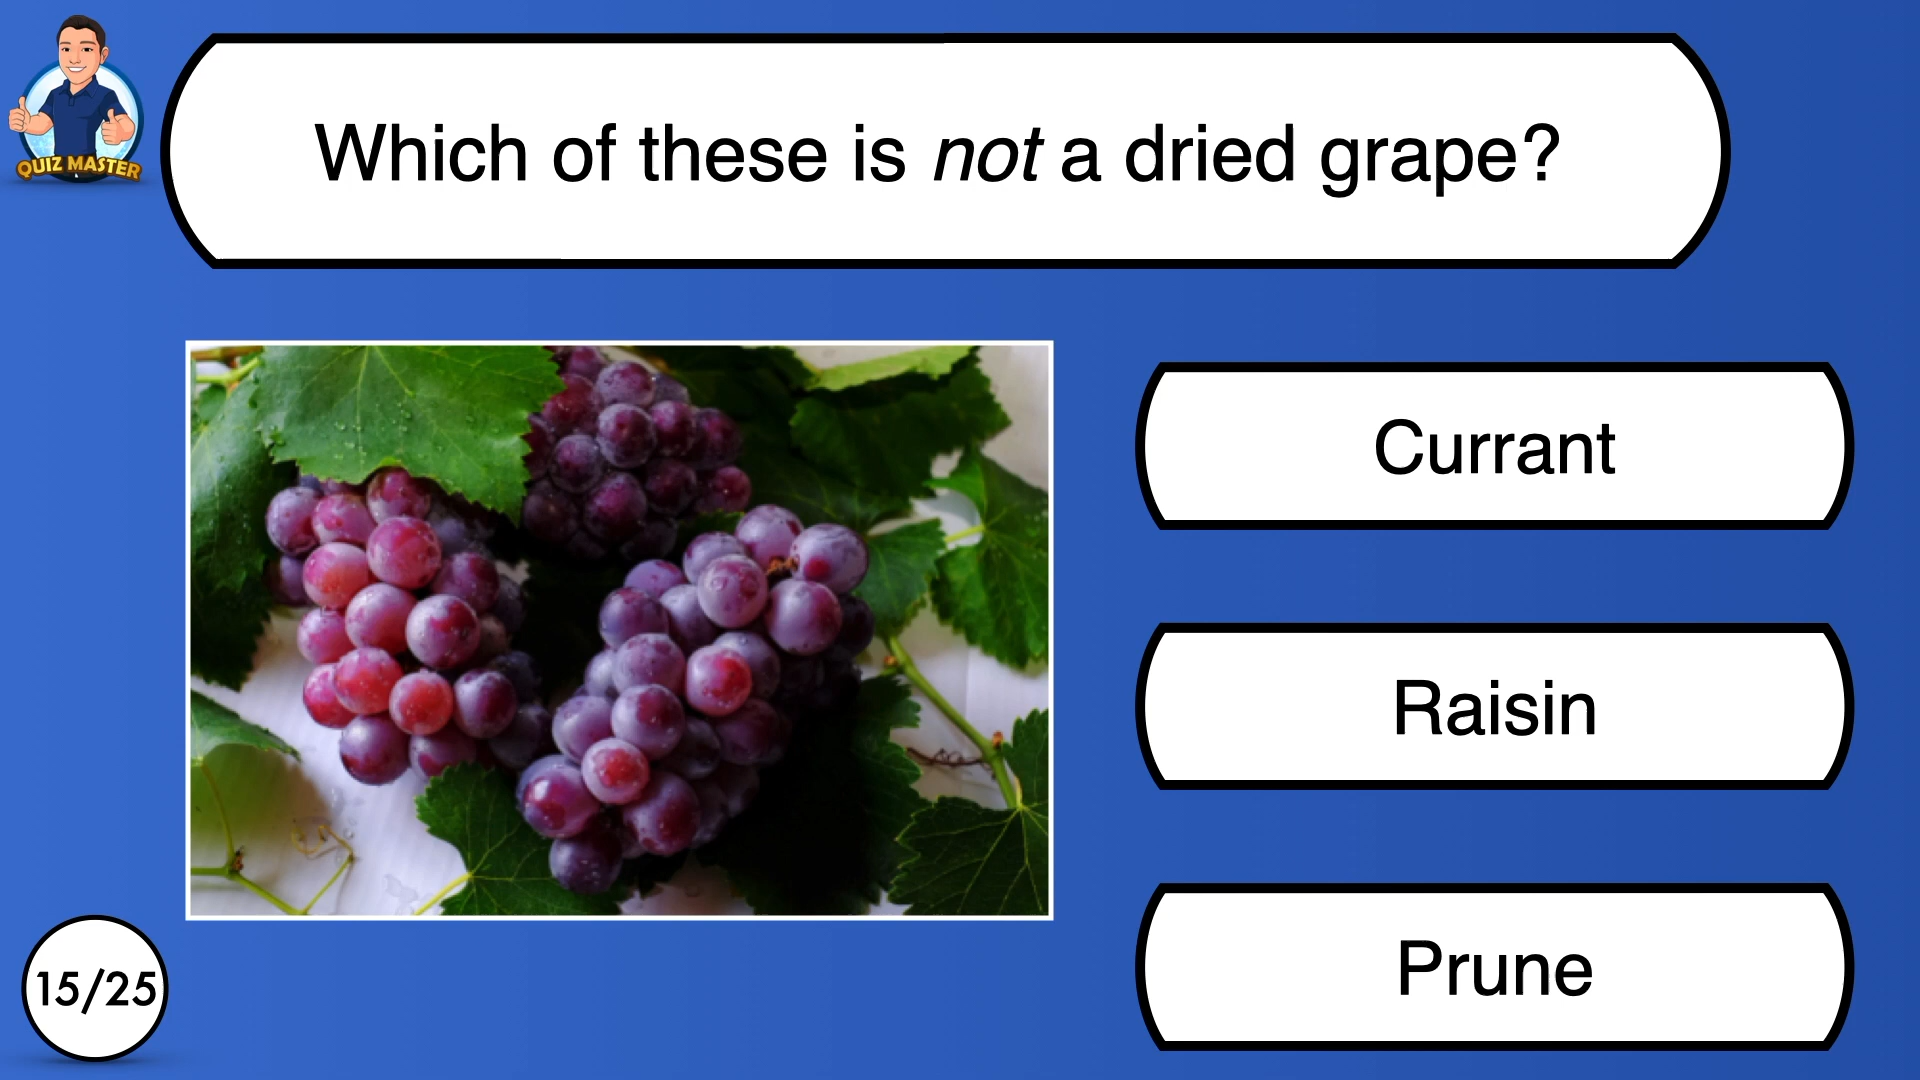 QUIZ MASTER
Which of these is not a dried grape?
Currant
Raisin
Prune
15/25